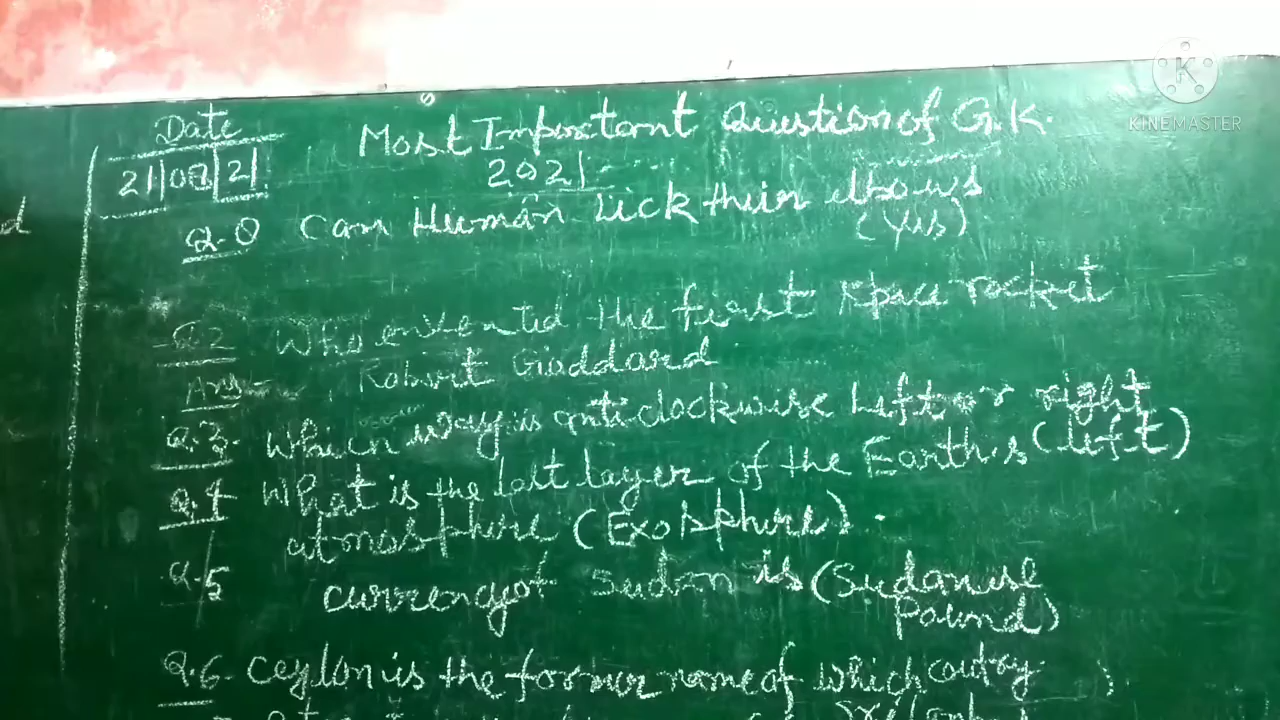 Date
21/08/21
Most Important Question of G.K.
2021
Q.0 Can Human Lick their elbows
(Yes)
Q.2 Who envented the first space rocket
Ans Robert Goddard
Q.3. Which way is anticlockwise left or right
(left)
Q.4 What is the last layer of the Earth,s
atmosphere (Exosphere).
Q.5 currency of Sudan is (Sudanese
Pound)
Q.6. Ceylon is the former name of which
K
KINEMASTER